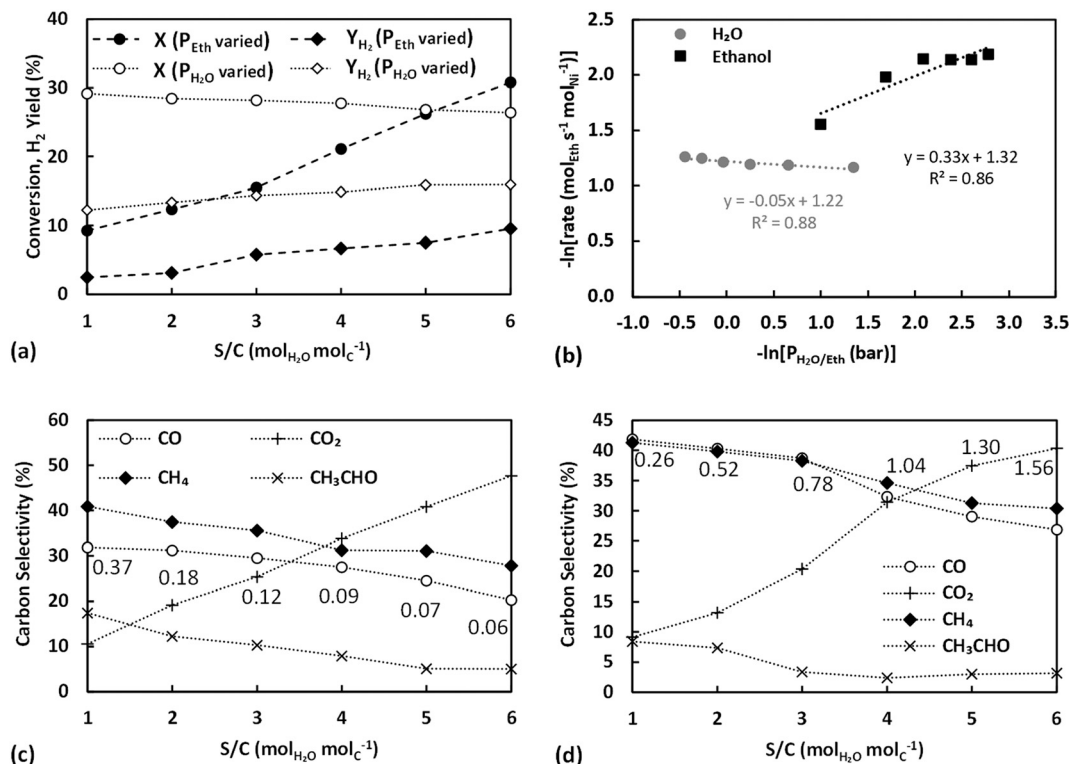 Conversion, H₂ Yield (%)
40
30
20
10
0
X (P_Eth varied)
Y_H₂ (P_Eth varied)
X (P_H₂O varied)
Y_H₂ (P_H₂O varied)
1 2 3 4 5 6
(a)
S/C (mol_H₂O mol_C⁻¹)
-ln[rate (mol_Eth s⁻¹ mol_Ni⁻¹)]
2.5
2.0
1.5
1.0
0.5
0.0
H₂O
Ethanol
y = 0.33x + 1.32
R² = 0.86
y = -0.05x + 1.22
R² = 0.88
-1.0 -0.5 0.0 0.5 1.0 1.5 2.0 2.5 3.0 3.5
(b)
-ln[P_H₂O/Eth (bar)]
Carbon Selectivity (%)
60
50
40
30
20
10
0
CO
CO₂
CH₄
CH₃CHO
0.37
0.18
0.12
0.09
0.07
0.06
1 2 3 4 5 6
(c)
S/C (mol_H₂O mol_C⁻¹)
Carbon Selectivity (%)
45
40
35
30
25
20
15
10
5
0
0.26
0.52
0.78
1.04
1.30
1.56
CO
CO₂
CH₄
CH₃CHO
1 2 3 4 5 6
(d)
S/C (mol_H₂O mol_C⁻¹)